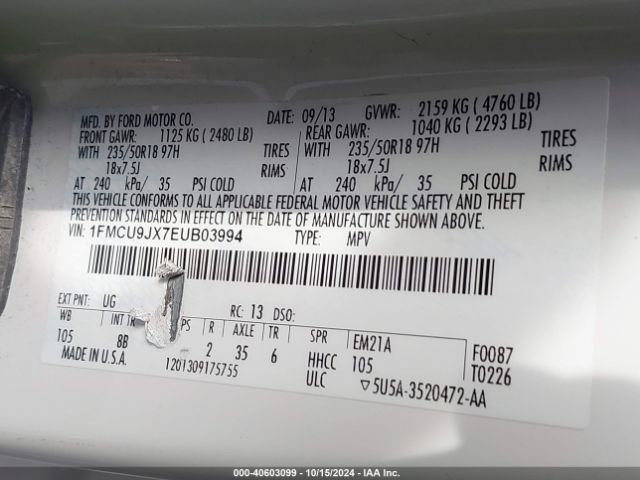 MFD. BY FORD MOTOR CO. DATE: 09/13 GVWR: 2159 KG ( 4760 LB)
FRONT GAWR: 1125 KG ( 2480 LB) REAR GAWR: 1040 KG ( 2293 LB)
WITH 235/50R18 97H TIRES WITH 235/50R18 97H TIRES
18x7.5J RIMS 18x7.5J RIMS
AT 240 kPa/ 35 PSI COLD AT 240 kPa/ 35 PSI COLD
THIS VEHICLE CONFORMS TO ALL APPLICABLE FEDERAL MOTOR VEHICLE SAFETY AND THEFT
PREVENTION STANDARDS IN EFFECT ON THE DATE OF MANUFACTURE SHOWN ABOVE.
VIN: 1FMCU9JX7EUB03994 TYPE: MPV
EXT PNT: UG RC: 13 DSO:
WB INT TR PS R AXLE TR SPR EM21A F0087
105 8B 2 35 6 HHCC 105 T0226
MADE IN U.S.A. 1201309175755 ULC ▽5U5A-3520472-AA
000-40603099 - 10/15/2024 - IAAI.com